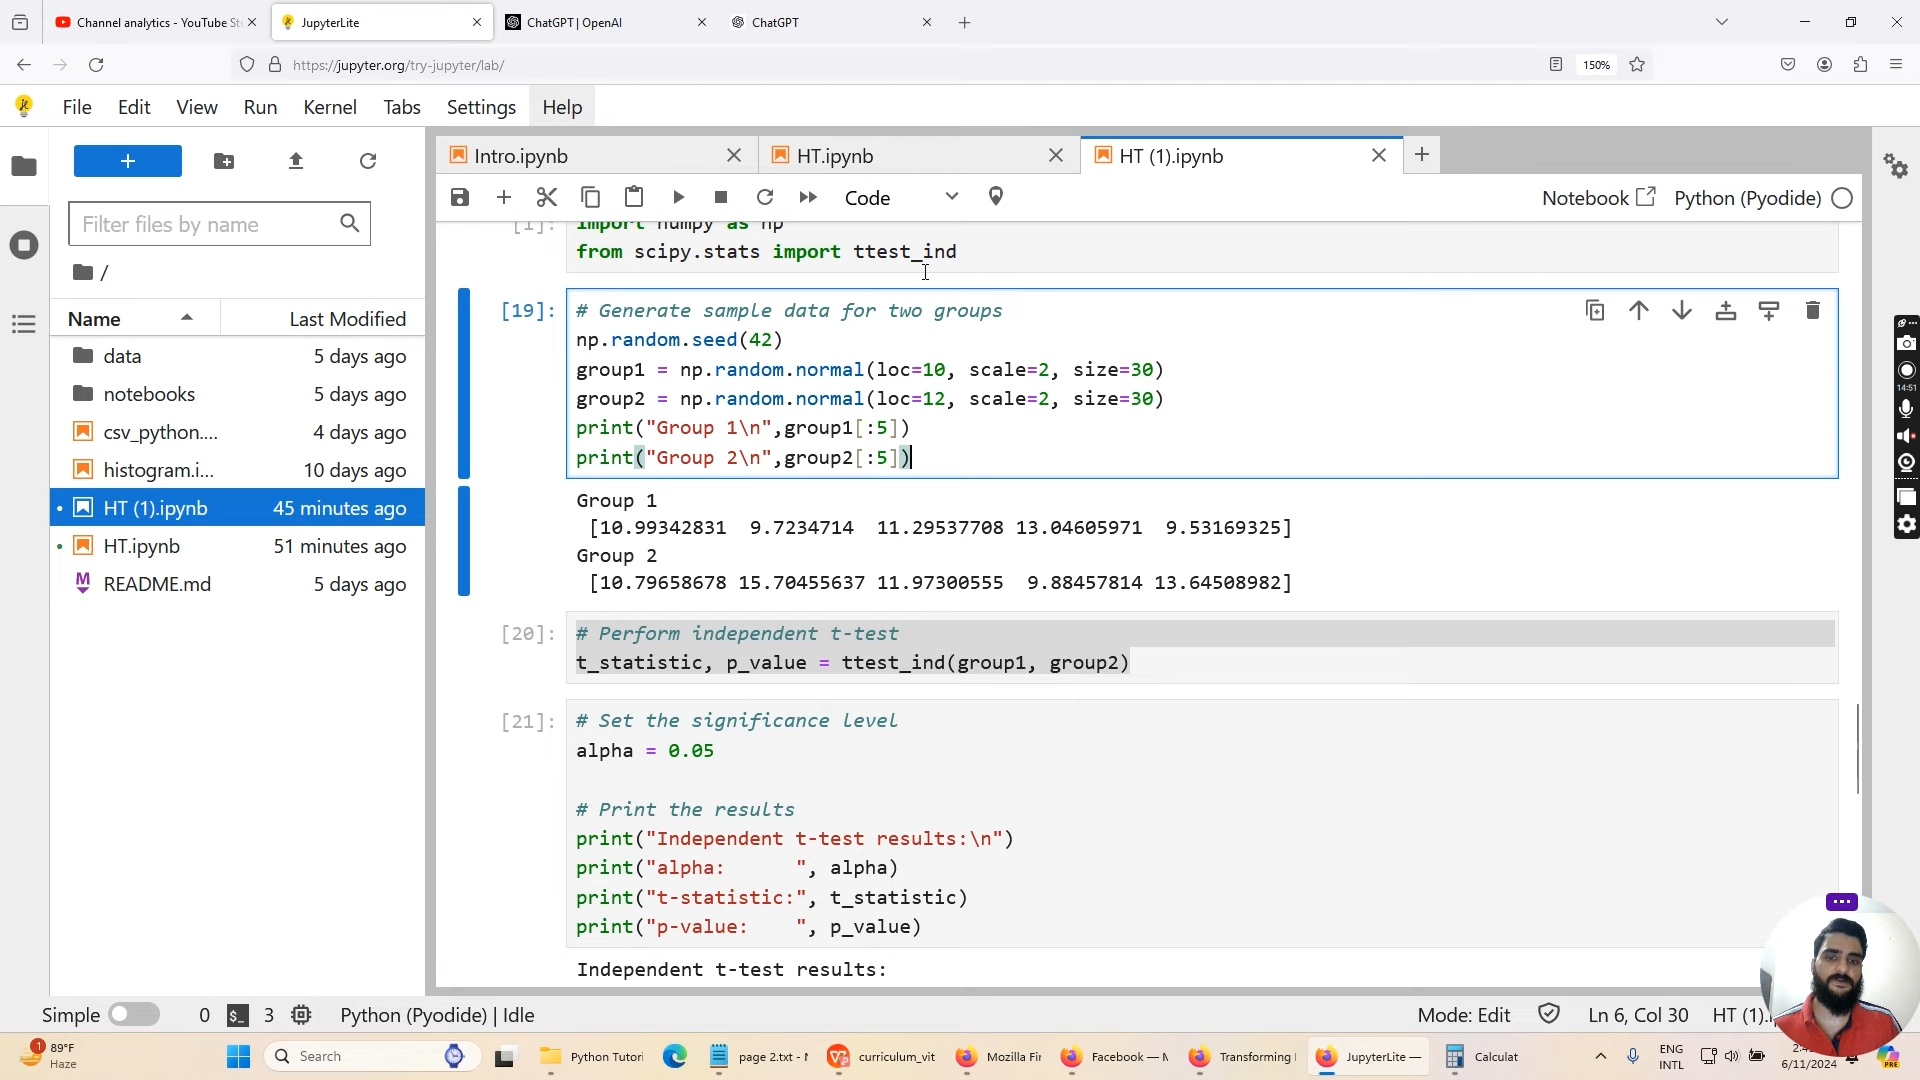 Channel analytics - YouTube St
JupyterLite
ChatGPT | OpenAI
ChatGPT
https://jupyter.org/try-jupyter/lab/
150%
File Edit View Run Kernel Tabs Settings Help
Intro.ipynb
HT.ipynb
HT (1).ipynb
Code
Notebook
Python (Pyodide)
Filter files by name
/
Name
Last Modified
data 5 days ago
notebooks 5 days ago
csv_python.... 4 days ago
histogram.i... 10 days ago
HT (1).ipynb 45 minutes ago
HT.ipynb 51 minutes ago
README.md 5 days ago
[1]: import numpy as np
from scipy.stats import ttest_ind
[19]: # Generate sample data for two groups
np.random.seed(42)
group1 = np.random.normal(loc=10, scale=2, size=30)
group2 = np.random.normal(loc=12, scale=2, size=30)
print("Group 1\n",group1[:5])
print("Group 2\n",group2[:5])
Group 1
[10.99342831 9.7234714 11.29537708 13.04605971 9.53169325]
Group 2
[10.79658678 15.70455637 11.97300555 9.88457814 13.64508982]
[20]: # Perform independent t-test
t_statistic, p_value = ttest_ind(group1, group2)
[21]: # Set the significance level
alpha = 0.05
# Print the results
print("Independent t-test results:\n")
print("alpha:      ", alpha)
print("t-statistic:", t_statistic)
print("p-value:    ", p_value)
Independent t-test results:
14:51
Simple 0 $_ 3 Python (Pyodide) | Idle
Mode: Edit Ln 6, Col 30 HT (1).
1 89°F
Haze
Search
Python Tutori
page 2.txt - N
curriculum_vit
Mozilla Fir
Facebook — M
Transforming
JupyterLite —
Calculat
ENG
INTL
6/11/2024
PRE